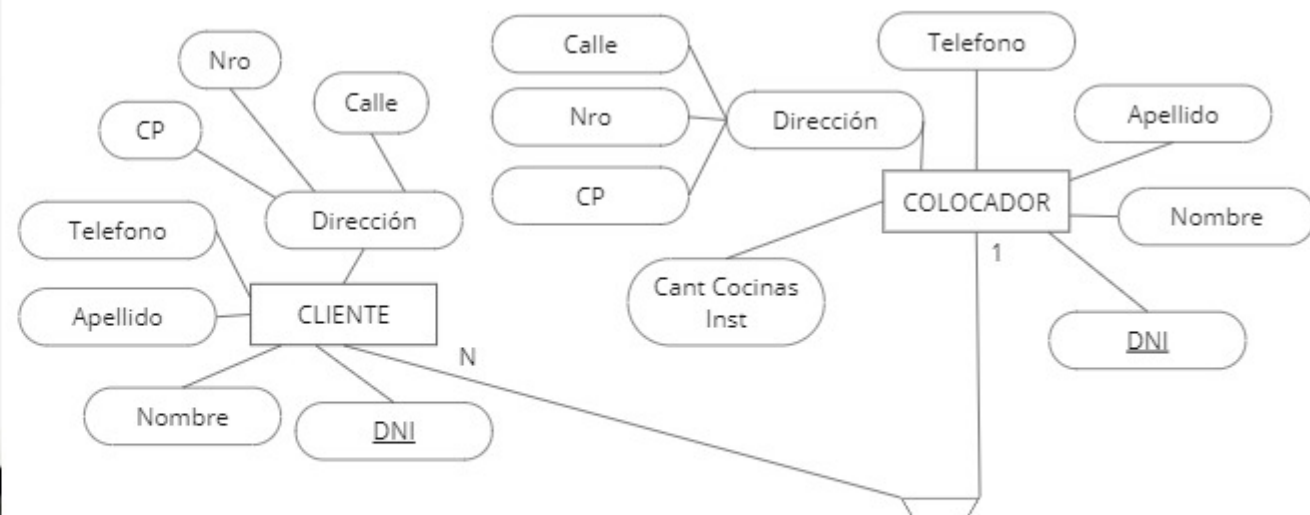 Nro
Calle
CP
Dirección
Telefono
Apellido
CLIENTE
Nombre
DNI
N
Calle
Nro
CP
Dirección
Telefono
Apellido
COLOCADOR
Nombre
1
Cant Cocinas
Inst
DNI